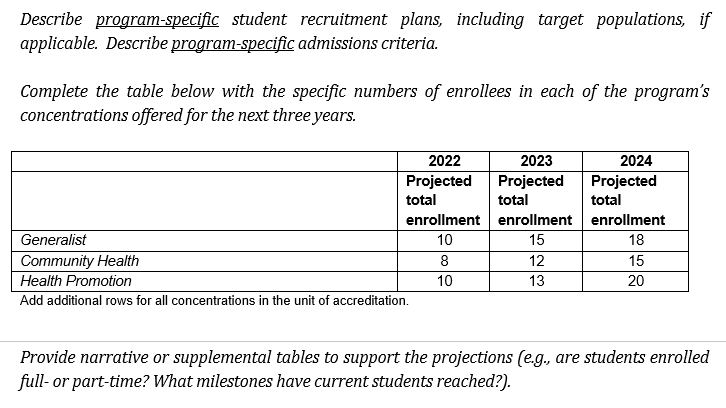 Describe program-specific student recruitment plans, including target populations, if
applicable. Describe program-specific admissions criteria.
Complete the table below with the specific numbers of enrollees in each of the program's
concentrations offered for the next three years.
2022 2023 2024
Projected total enrollment Projected total enrollment Projected total enrollment
Generalist 10 15 18
Community Health 8 12 15
Health Promotion 10 13 20
Add additional rows for all concentrations in the unit of accreditation.
Provide narrative or supplemental tables to support the projections (e.g., are students enrolled
full- or part-time? What milestones have current students reached?).